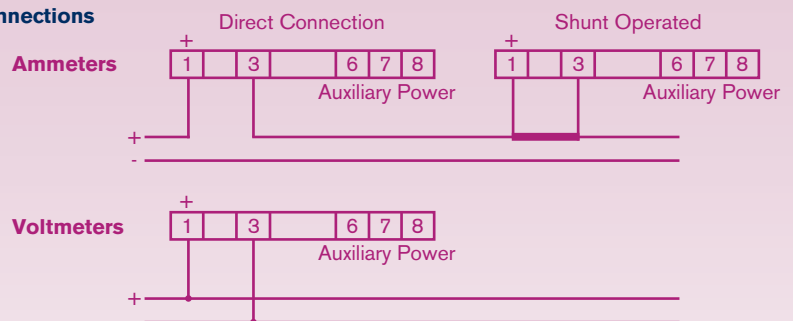 nnections
Direct Connection
Shunt Operated
+
+
Ammeters
1 3 6 7 8
1 3 6 7 8
Auxiliary Power
Auxiliary Power
+
-
+
Voltmeters
1 3 6 7 8
Auxiliary Power
+